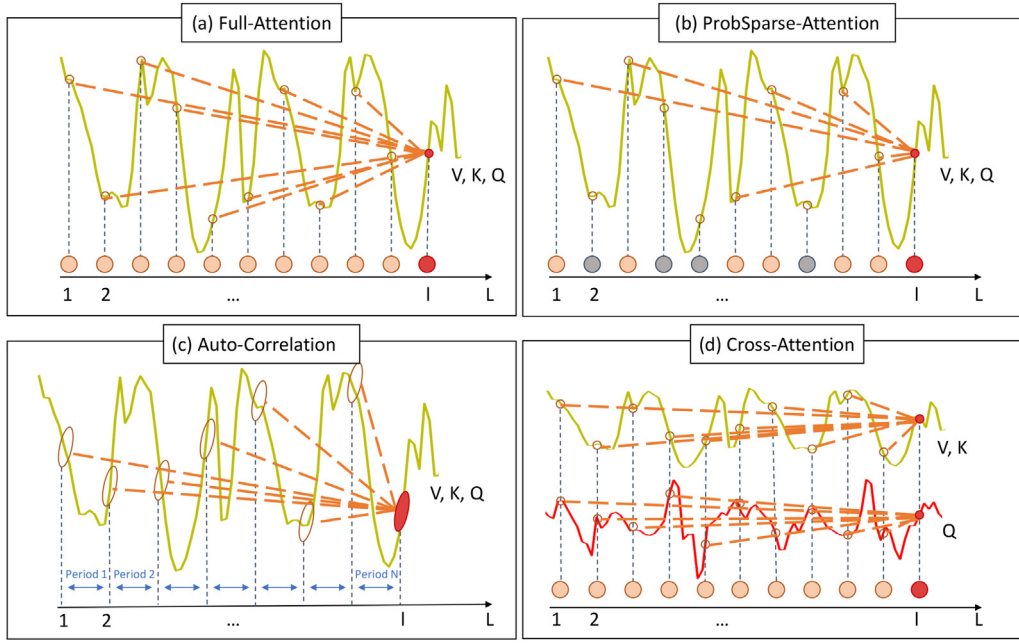 (a) Full-Attention
V, K, Q
1 2 ... I L
(b) ProbSparse-Attention
V, K, Q
1 2 ... I L
(c) Auto-Correlation
V, K, Q
Period 1 Period 2 Period N
1 2 ... I L
(d) Cross-Attention
V, K
Q
1 2 ... I L